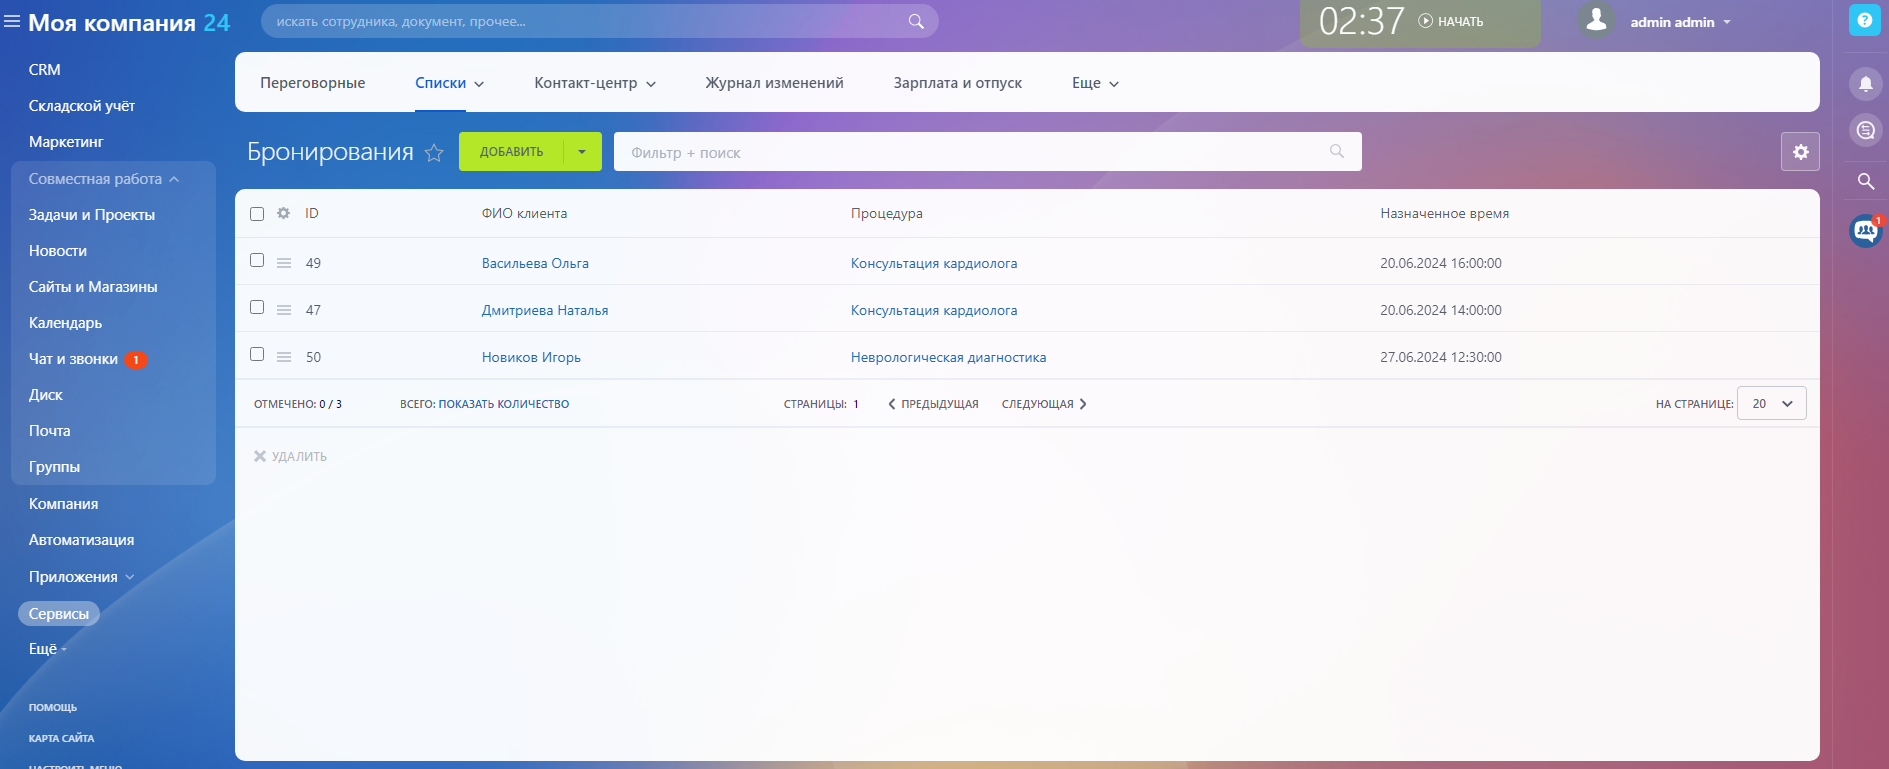 Моя компания 24
искать сотрудника, документ, прочее...
02:37 НАЧАТЬ
admin admin
?
CRM
Складской учёт
Маркетинг
Совместная работа
Задачи и Проекты
Новости
Сайты и Магазины
Календарь
Чат и звонки 1
Диск
Почта
Группы
Компания
Автоматизация
Приложения
Сервисы
Ещё
ПОМОЩЬ
КАРТА САЙТА
НАСТРОИТЬ МЕНЮ
Переговорные Списки Контакт-центр Журнал изменений Зарплата и отпуск Еще
Бронирования ДОБАВИТЬ Фильтр + поиск
ID ФИО клиента Процедура Назначенное время
49 Васильева Ольга Консультация кардиолога 20.06.2024 16:00:00
47 Дмитриева Наталья Консультация кардиолога 20.06.2024 14:00:00
50 Новиков Игорь Неврологическая диагностика 27.06.2024 12:30:00
ОТМЕЧЕНО: 0 / 3 ВСЕГО: ПОКАЗАТЬ КОЛИЧЕСТВО СТРАНИЦЫ: 1 ПРЕДЫДУЩАЯ СЛЕДУЮЩАЯ НА СТРАНИЦЕ: 20
УДАЛИТЬ
1